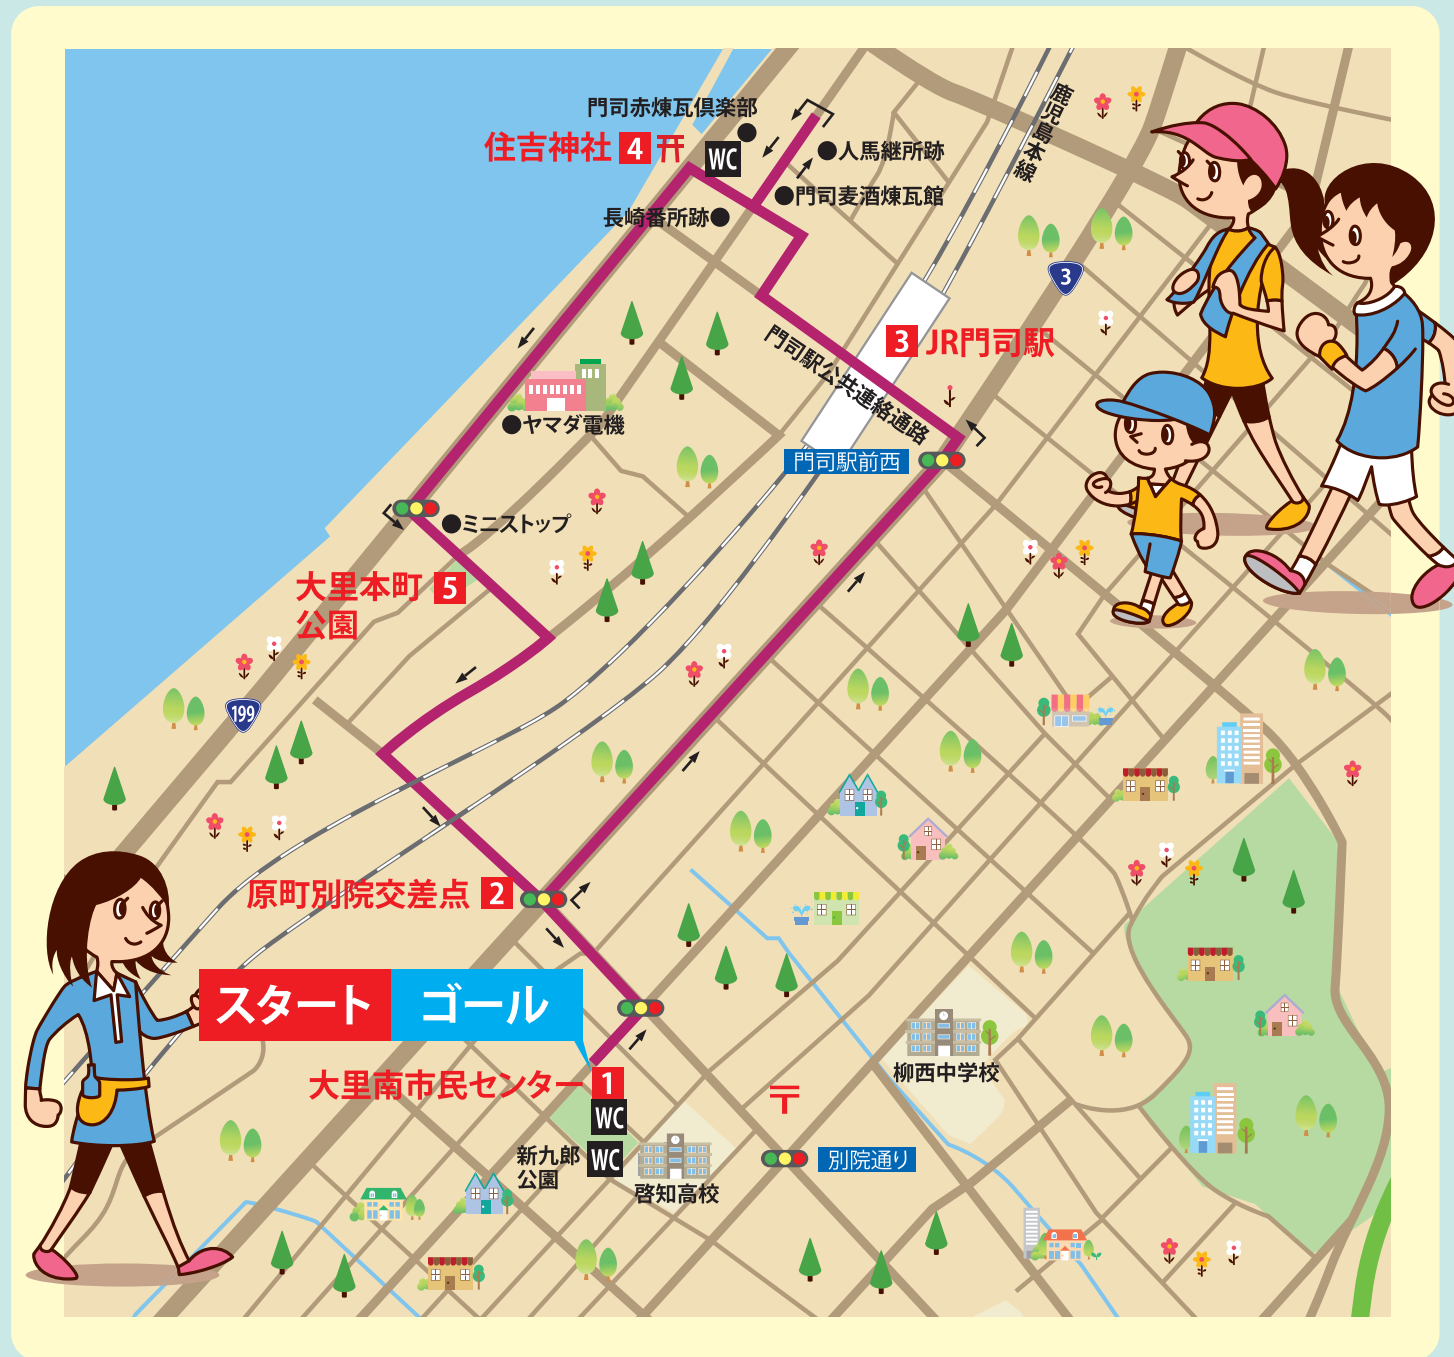 門司赤煉瓦倶楽部
住吉神社 4
WC
人馬継所跡
門司麦酒煉瓦館
長崎番所跡
鹿児島本線
3
3 JR門司駅
門司駅公共連絡通路
ヤマダ電機
門司駅前西
ミニストップ
大里本町 5
公園
199
原町別院交差点 2
スタート ゴール
大里南市民センター 1
WC
新九郎
公園
WC
啓知高校
柳西中学校
〒
別院通り